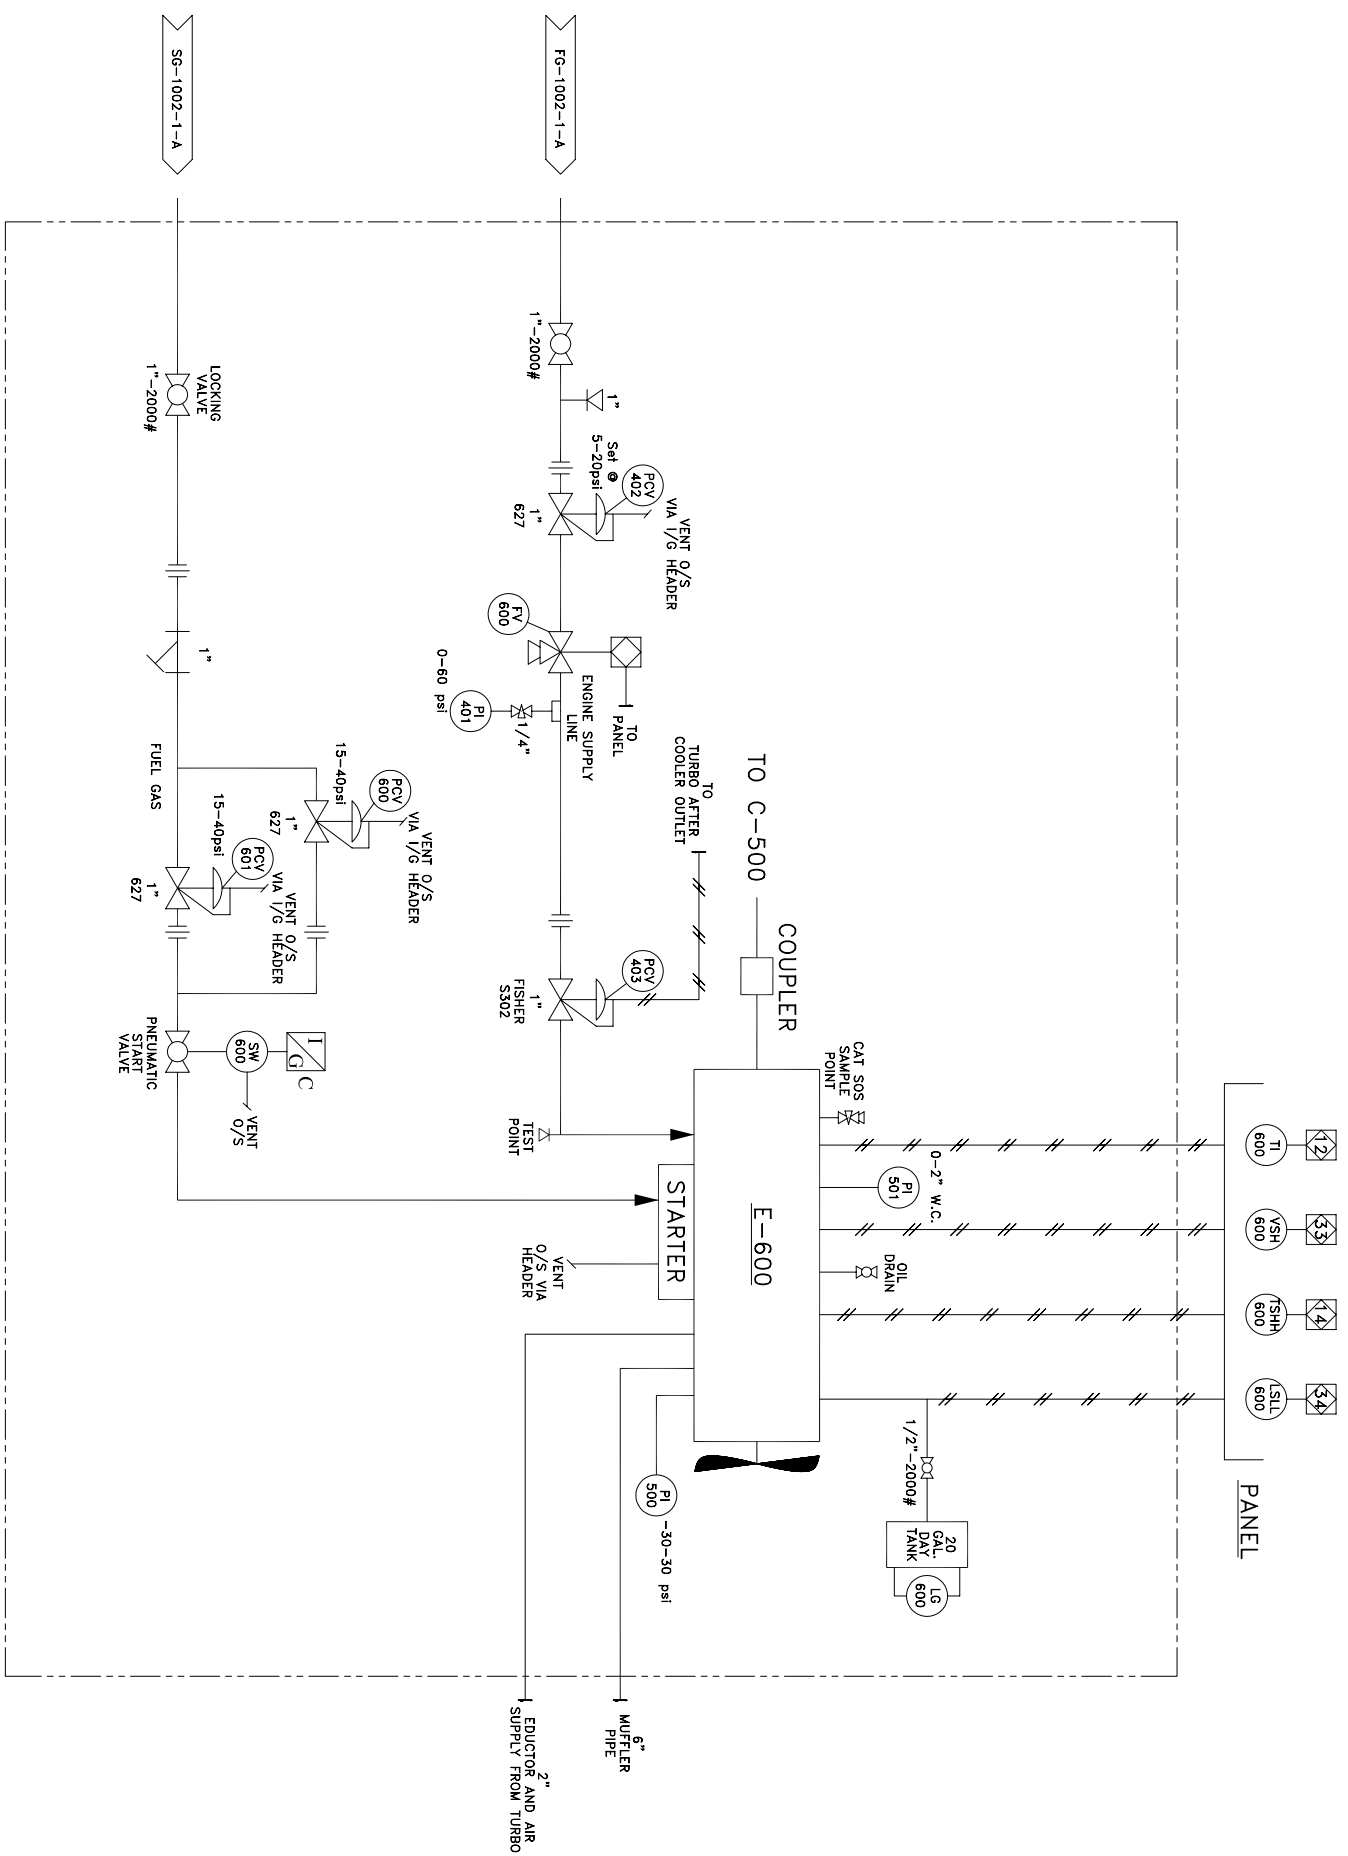 12
TI
600
33
VSH
600
14
TSHH
600
34
LSLL
600
PANEL
CAT SOS
SAMPLE
POINT
0-2" W.C.
PI
501
OIL
DRAIN
1/2"-2000#
20
GAL.
DAY
TANK
LG
600
TO C-500
COUPLER
E-600
STARTER
PI
500
-30-30 psi
TO
TURBO AFTER
COOLER OUTLET
FG-1002-1-A
1"-2000#
1"
Set @
5-20psi
PCV
402
VENT O/S
VIA I/G HEADER
1"
627
FV
600
TO
PANEL
ENGINE SUPPLY
LINE
1/4"
PI
401
0-60 psi
PCV
403
1"
FISHER
S302
TEST
POINT
VENT
O/S VIA
HEADER
6"
MUFFLER
PIPE
2"
EDUCTOR AND AIR
SUPPLY FROM TURBO
SG-1002-1-A
LOCKING
VALVE
1"-2000#
1"
FUEL GAS
15-40psi
PCV
600
VENT O/S
VIA I/G HEADER
1"
627
15-40psi
PCV
601
VENT O/S
VIA I/G HEADER
1"
627
I
G
C
SW
600
VENT
O/S
PNEUMATIC
START
VALVE